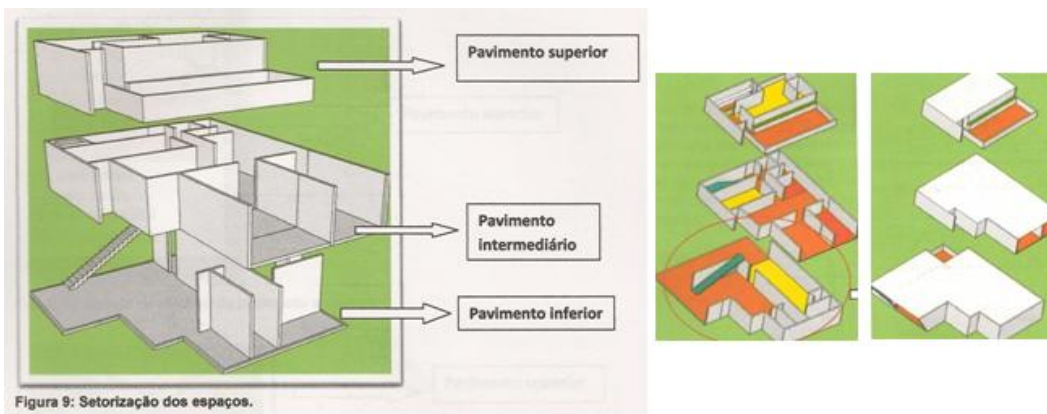 Pavimento superior
Pavimento
intermediário
Pavimento inferior
Figura 9: Setorização dos espaços.